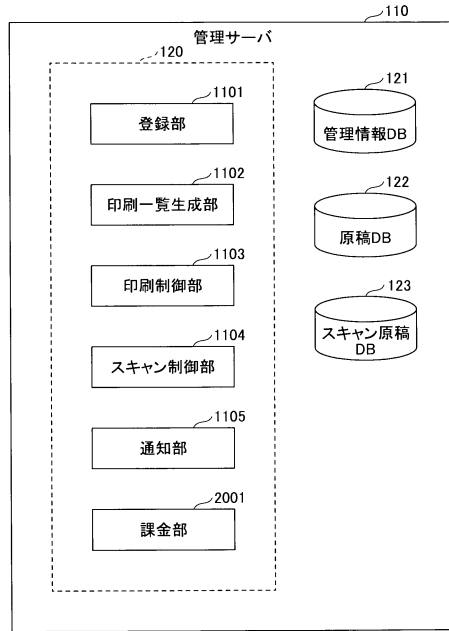 110
管理サーバ
120
1101
登録部
1102
印刷一覧生成部
1103
印刷制御部
1104
スキャン制御部
1105
通知部
2001
課金部
121
管理情報DB
122
原稿DB
123
スキャン原稿
DB